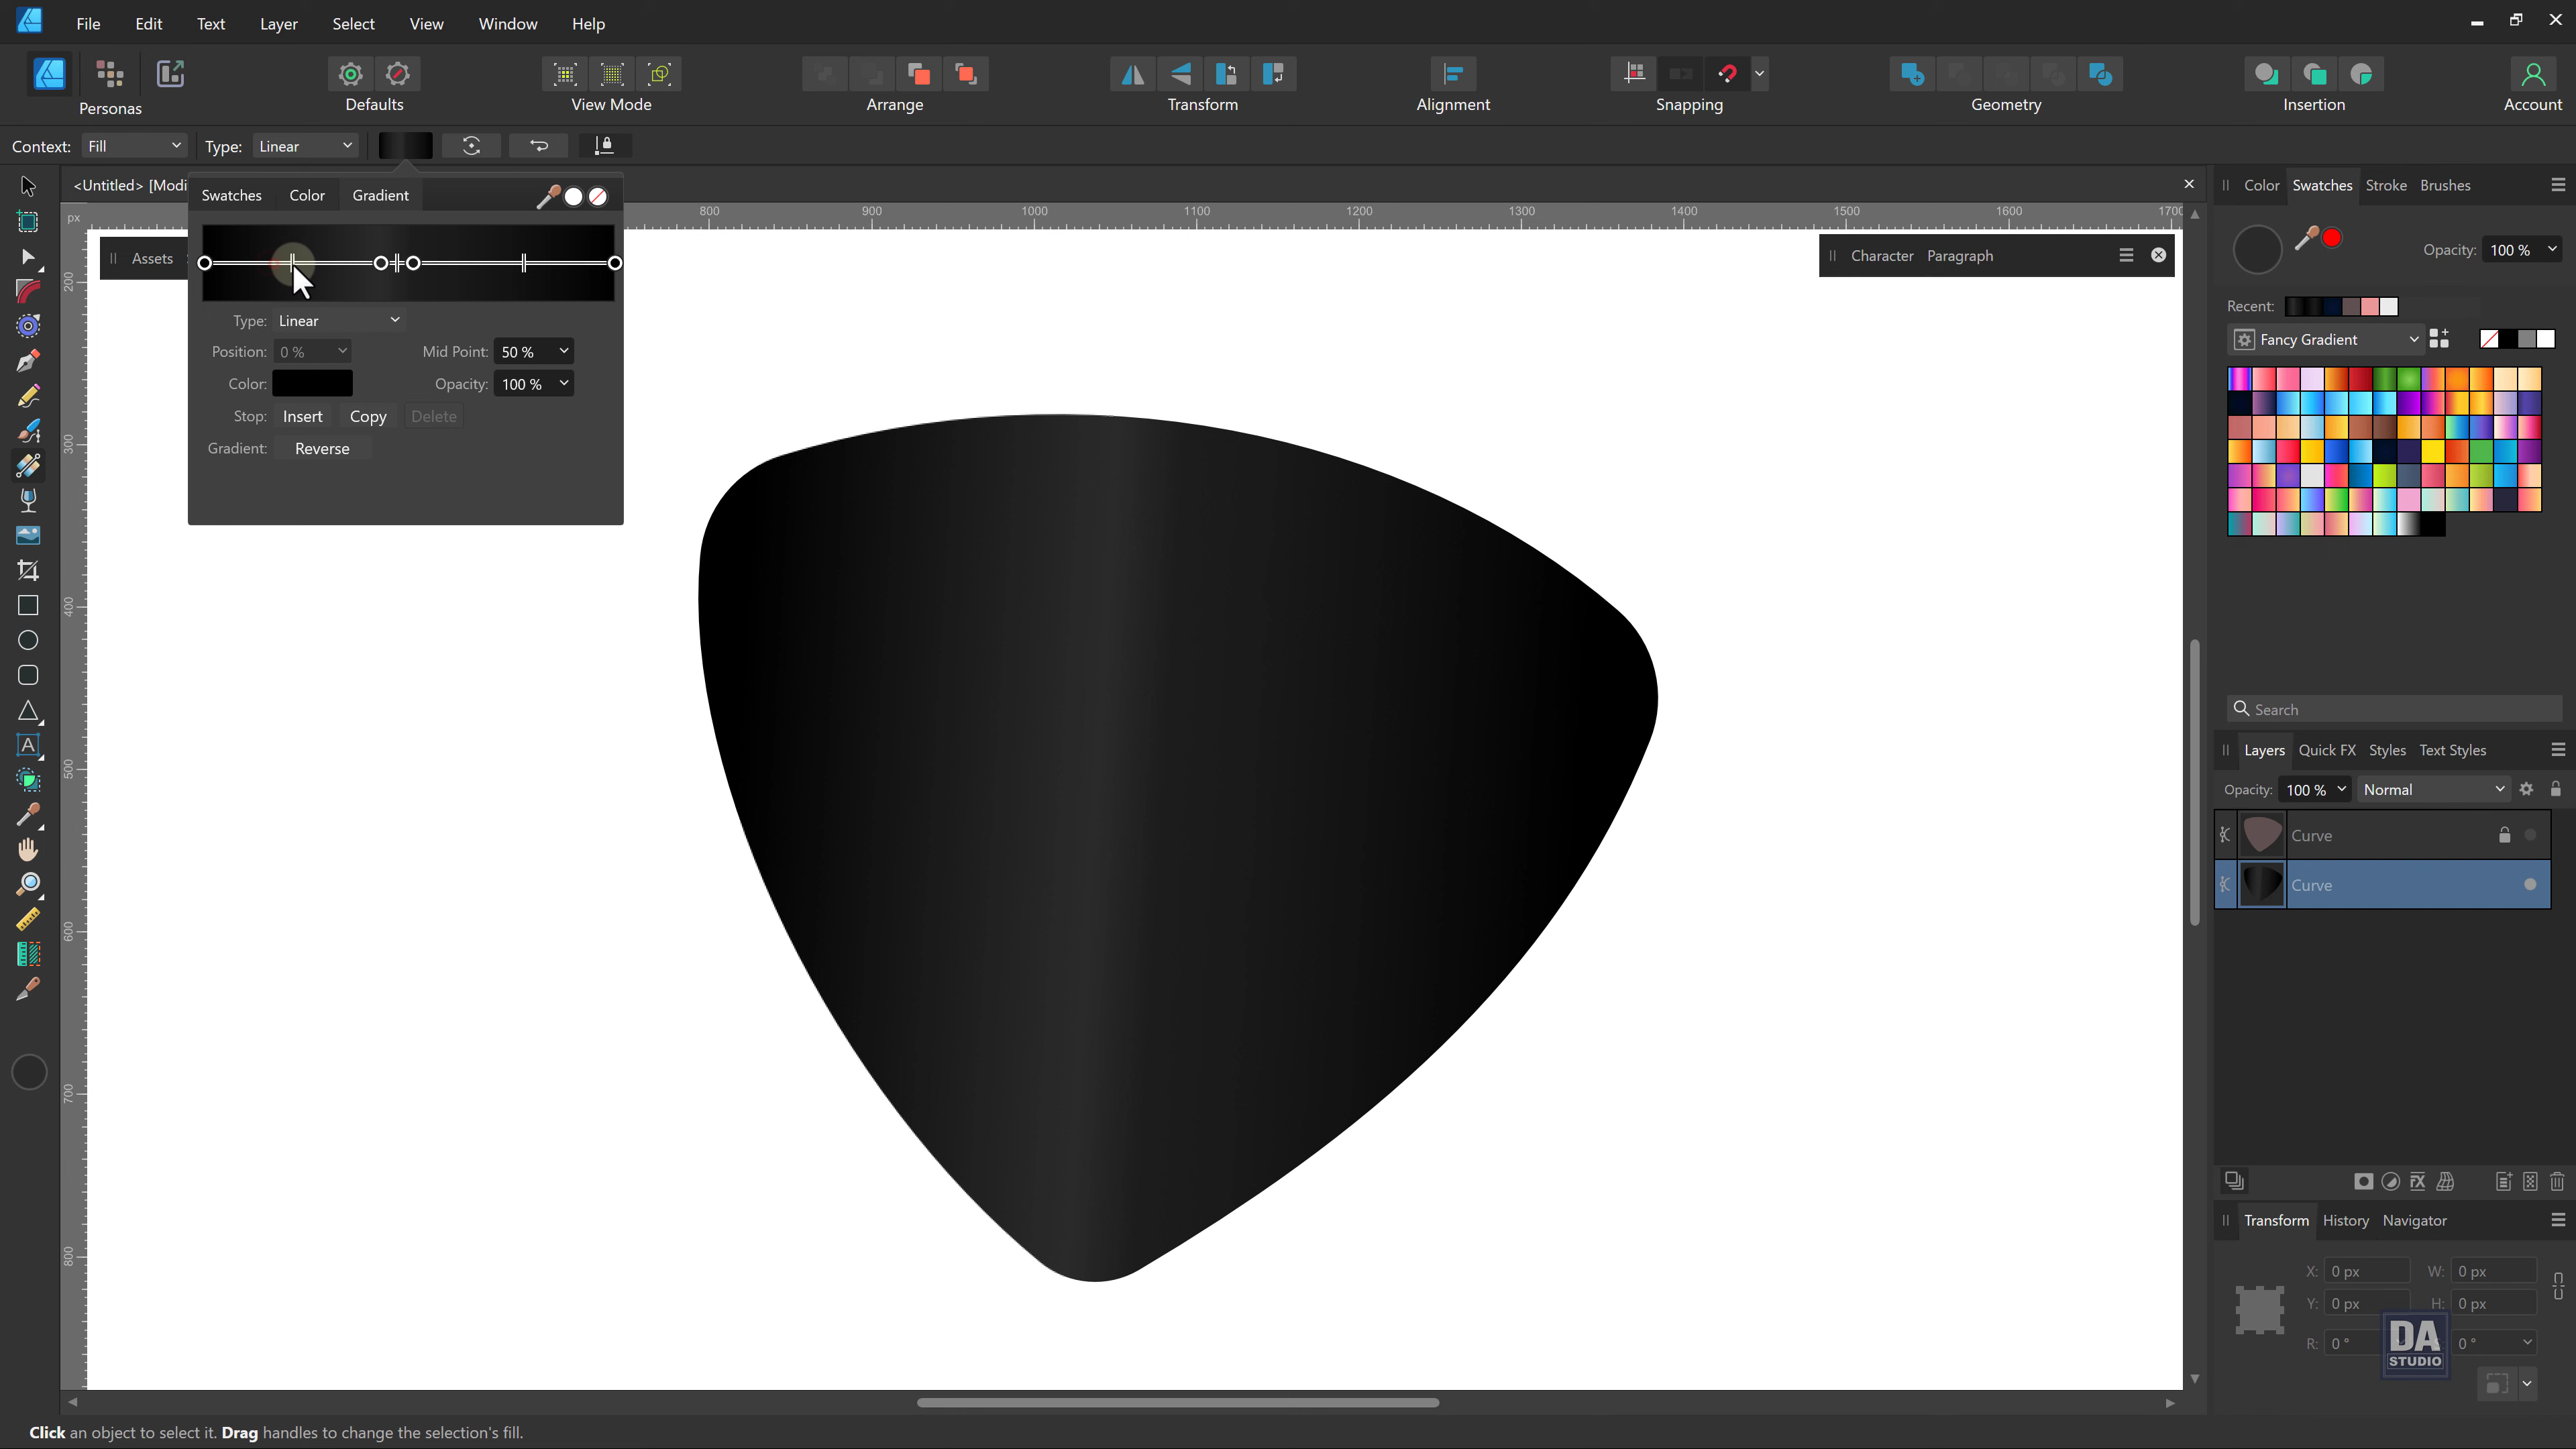 File Edit Text Layer Select View Window Help
Personas Defaults View Mode Arrange Transform Alignment Snapping Geometry Insertion Account
Context: Fill Type: Linear
<Untitled> [Modi
Swatches Color Gradient
px 800 900 1000 1100 1200 1300 1400 1500 1600 1700
Assets
Character Paragraph
Type: Linear
Position: 0 % Mid Point: 50 %
Color: Opacity: 100 %
Stop: Insert Copy Delete
Gradient: Reverse
200
300
400
500
600
700
800
Color Swatches Stroke Brushes
Opacity: 100 %
Recent:
Fancy Gradient
Search
Layers Quick FX Styles Text Styles
Opacity: 100 % Normal
Curve
Curve
Transform History Navigator
X: 0 px W: 0 px
Y: 0 px H: 0 px
R: 0 ° 0 °
DA
STUDIO
Click an object to select it. Drag handles to change the selection's fill.